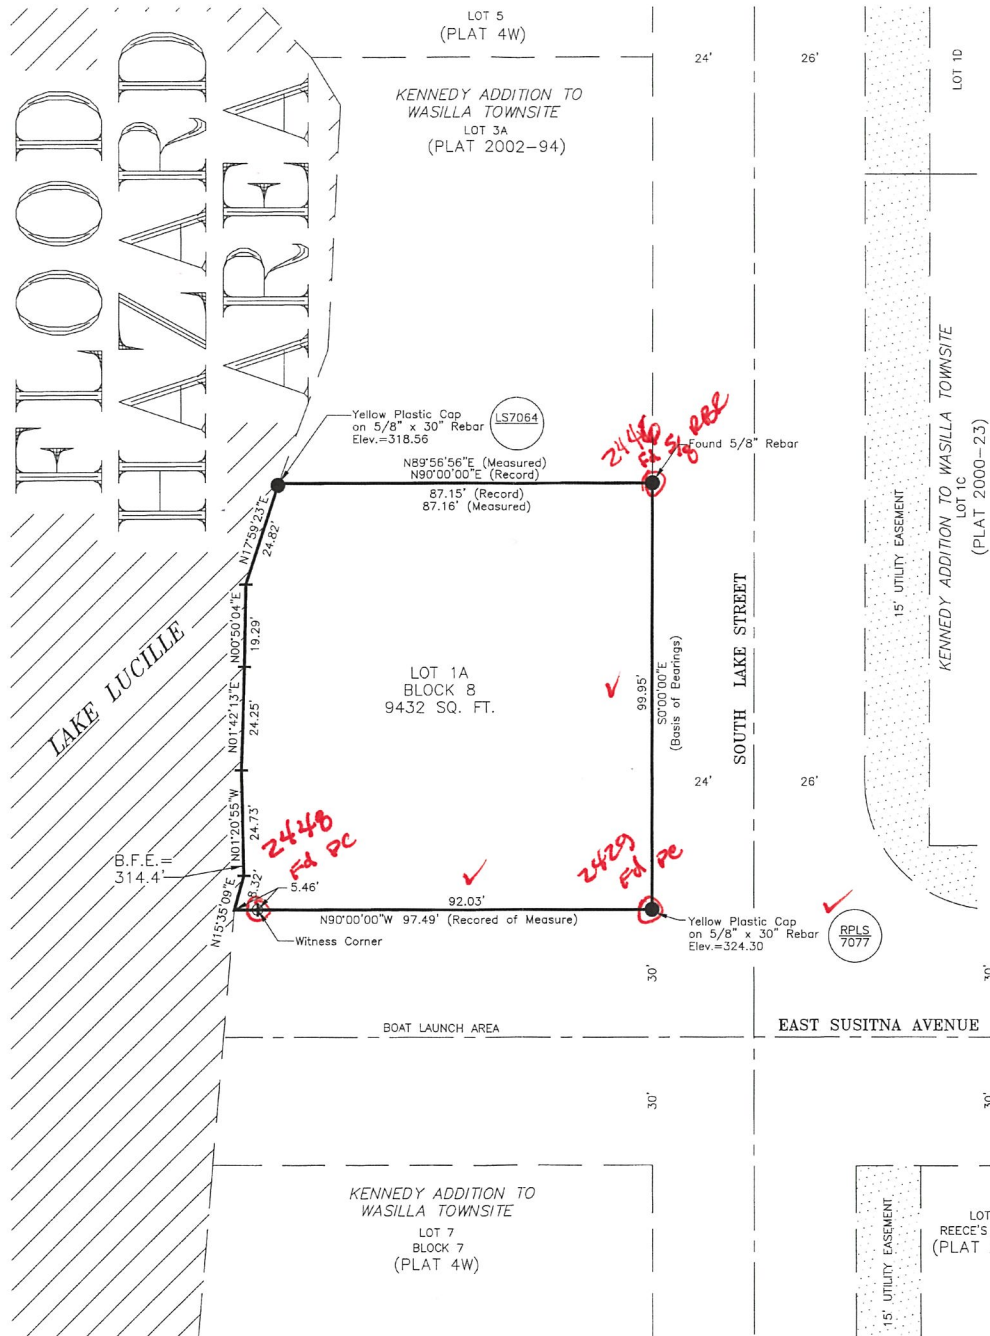 LOT 5
(PLAT 4W)
24'
26'
LOT 1D
KENNEDY ADDITION TO
WASILLA TOWNSITE
LOT 3A
(PLAT 2002-94)
FLOOD
HAZARD
AREA
Yellow Plastic Cap
on 5/8" x 30" Rebar
Elev.=318.56
LS7064
2446
Fd 5/8 RBR
Found 5/8" Rebar
N89°56'56"E (Measured)
N90°00'00"E (Record)
87.15' (Record)
87.16' (Measured)
N17°59'23"E
24.82'
N00°50'04"E
19.29'
N01°42'13"E
24.25'
N01°20'55"W
24.73'
N15°35'09"E
8.32'
LAKE LUCILLE
LOT 1A
BLOCK 8
9432 SQ. FT.
99.95'
S0°00'00"E
(Basis of Bearings)
SOUTH LAKE STREET
24'
26'
15' UTILITY EASEMENT
KENNEDY ADDITION TO WASILLA TOWNSITE
LOT 1C
(PLAT 2000-23)
B.F.E.=
314.4'
2448
Fd PC
5.46'
2429
Fd PC
92.03'
N90°00'00"W 97.49' (Recored of Measure)
Witness Corner
Yellow Plastic Cap
on 5/8" x 30" Rebar
Elev.=324.30
RPLS
7077
30'
30'
BOAT LAUNCH AREA
EAST SUSITNA AVENUE
30'
30'
KENNEDY ADDITION TO
WASILLA TOWNSITE
LOT 7
BLOCK 7
(PLAT 4W)
15' UTILITY EASEMENT
LOT
REECE'S
(PLAT